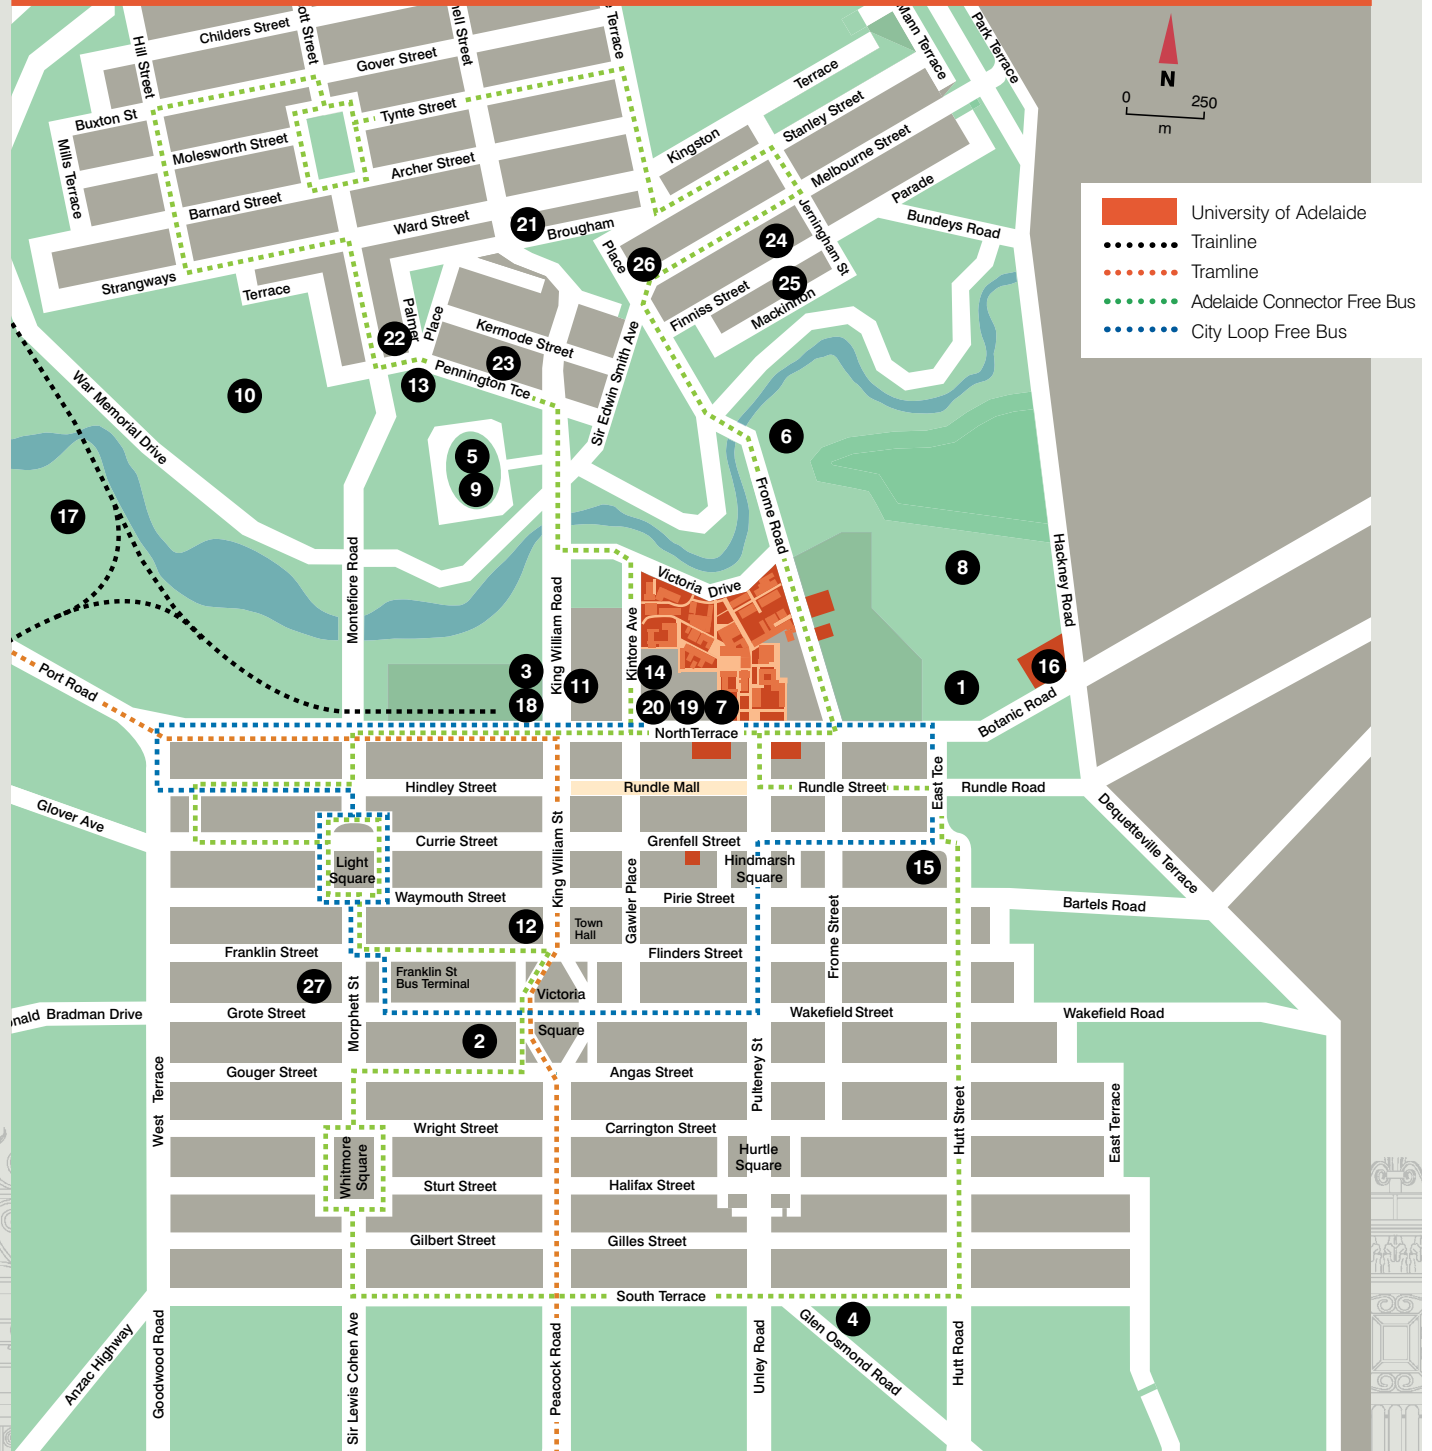 Childers Street
Hill Street
ott Street
nell Street
Terrace
Mann Terrace
Park Terrace
Gover Street
Terrace
N
0
250
m
Buxton St
Tynte Street
Stanley Street
Mills Terrace
Molesworth Street
Archer Street
Kingston
Melbourne Street
Barnard Street
Parade
Ward Street
21
Brougham
Bundeys Road
Jerningham St
University of Adelaide
Trainline
Tramline
Adelaide Connector Free Bus
City Loop Free Bus
24
Place
26
25
Strangways
Terrace
Finniss Street
Mackinnon
Palmer
Place
22
Kermode Street
23
Pennington Tce
13
10
Sir Edwin Smith Ave
War Memorial Drive
5
9
6
17
Frome Road
Montefiore Road
Hackney Road
8
Victoria Drive
King William Road
Kintore Ave
3
11
14
16
1
18
20
19
7
Port Road
Botanic Road
NorthTerrace
Hindley Street
Rundle Mall
Rundle Street
East Tce
Rundle Road
Glover Ave
Currie Street
King William St
Grenfell Street
Dequetteville Terrace
Light
Square
Hindmarsh
Square
15
Waymouth Street
Gawler Place
Pirie Street
Frome Street
Bartels Road
12
Town
Hall
Franklin Street
Flinders Street
27
Franklin St
Bus Terminal
Victoria
Morphett St
nald Bradman Drive
Grote Street
Wakefield Street
Wakefield Road
2
Square
Gouger Street
Angas Street
Pulteney St
West Terrace
Hutt Street
East Terrace
Wright Street
Carrington Street
Whitmore
Square
Hurtle
Square
Sturt Street
Halifax Street
Gilbert Street
Gilles Street
South Terrace
4
Anzac Highway
Goodwood Road
Sir Lewis Cohen Ave
Peacock Road
Unley Road
Glen Osmond Road
Hutt Road